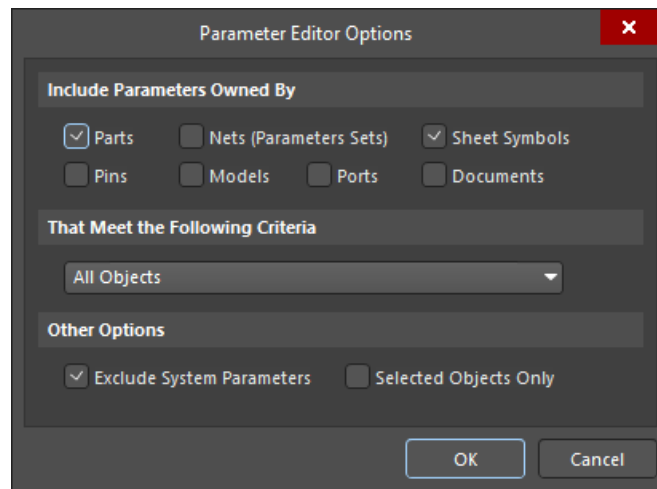 Parameter Editor Options
Include Parameters Owned By
Parts Nets (Parameters Sets) Sheet Symbols
Pins Models Ports Documents
That Meet the Following Criteria
All Objects
Other Options
Exclude System Parameters Selected Objects Only
OK Cancel